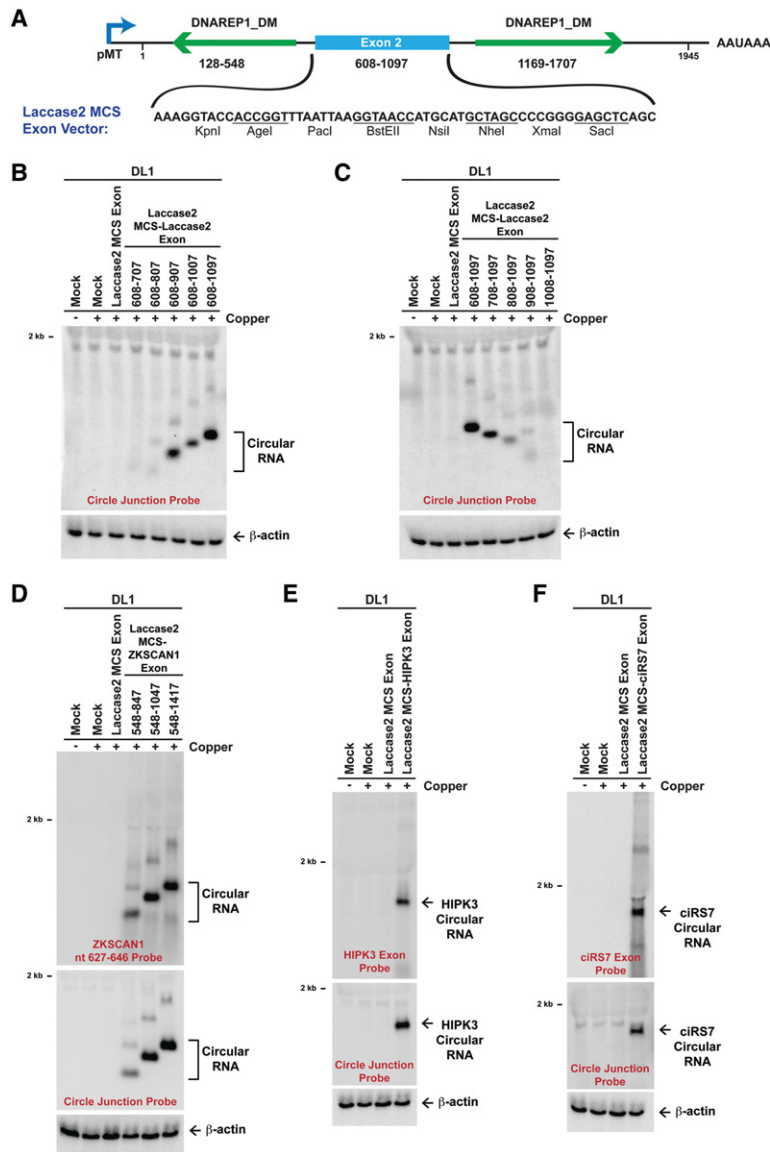 A
DNAREP1_DM
DNAREP1_DM
Exon 2
pMT
1
1945
AAUAAA
128-548
608-1097
1169-1707
Laccase2 MCS
Exon Vector:
AAAGGTACCACCGGTTTAATTAAGGTAACCATGCATGCTAGCCCCGGGGAGCTCAGC
KpnI AgeI PacI BstEII NsiI NheI XmaI SacI
B
DL1
Laccase2
MCS-Laccase2
Exon
Mock
Mock
Laccase2 MCS Exon
608-707
608-807
608-907
608-1007
608-1097
- + + + + + + + Copper
2 kb
Circular
RNA
Circle Junction Probe
← β-actin
C
DL1
Laccase2
MCS-Laccase2
Exon
Mock
Mock
Laccase2 MCS Exon
608-1097
708-1097
808-1097
908-1097
1008-1097
- + + + + + + + Copper
2 kb
Circular
RNA
Circle Junction Probe
← β-actin
D
DL1
Laccase2
MCS-
ZKSCAN1
Exon
Mock
Mock
Laccase2 MCS Exon
548-847
548-1047
548-1417
- + + + + + Copper
2 kb
Circular
RNA
ZKSCAN1
nt 627-646 Probe
2 kb
Circular
RNA
Circle Junction Probe
← β-actin
E
DL1
Mock
Mock
Laccase2 MCS Exon
Laccase2 MCS-HIPK3 Exon
- + + + Copper
2 kb
← HIPK3
Circular
RNA
HIPK3 Exon
Probe
2 kb
← HIPK3
Circular
RNA
Circle Junction
Probe
← β-actin
F
DL1
Mock
Mock
Laccase2 MCS Exon
Laccase2 MCS-ciRS7 Exon
- + + + Copper
2 kb
← ciRS7
Circular
RNA
ciRS7 Exon
Probe
2 kb
← ciRS7
Circular
RNA
Circle Junction
Probe
← β-actin